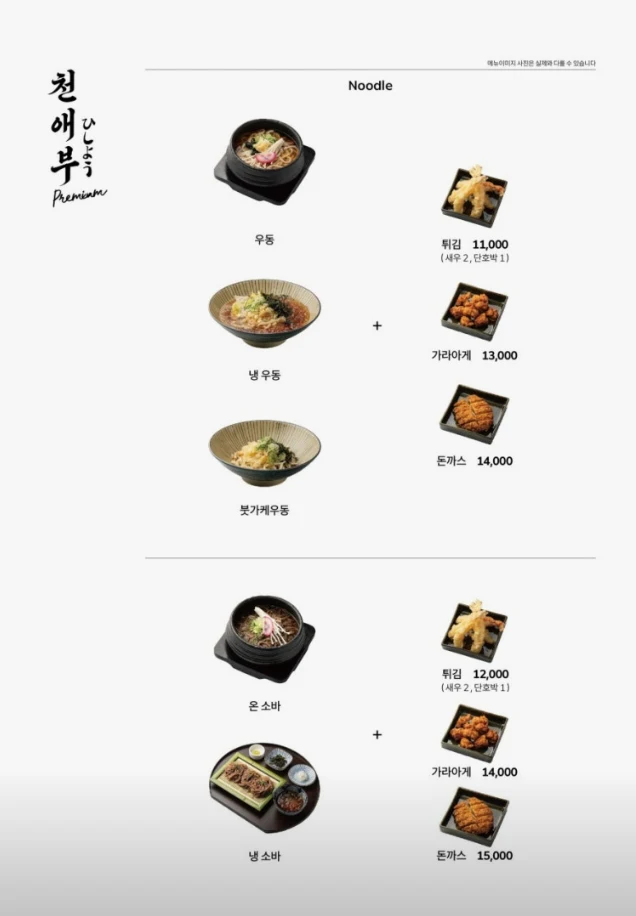 천애부
ひしょう
Premium
메뉴이미지 사진은 실제와 다를 수 있습니다
Noodle
우동
튀김 11,000
(새우 2, 단호박 1)
냉 우동
+
가라아게 13,000
돈까스 14,000
붓가케우동
온 소바
튀김 12,000
(새우 2, 단호박 1)
+
가라아게 14,000
냉 소바
돈까스 15,000